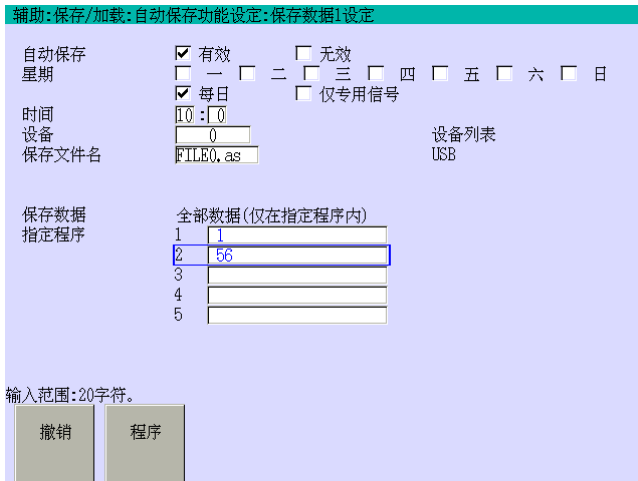 辅助:保存/加载:自动保存功能设定:保存数据1设定
自动保存 有效 无效
星期 一 二 三 四 五 六 日
每日 仅专用信号
时间 10 : 0
设备 0 设备列表
保存文件名 FILE0.as USB
保存数据 全部数据(仅在指定程序内)
指定程序 1 1
2 56
3
4
5
输入范围:20字符。
撤销 程序